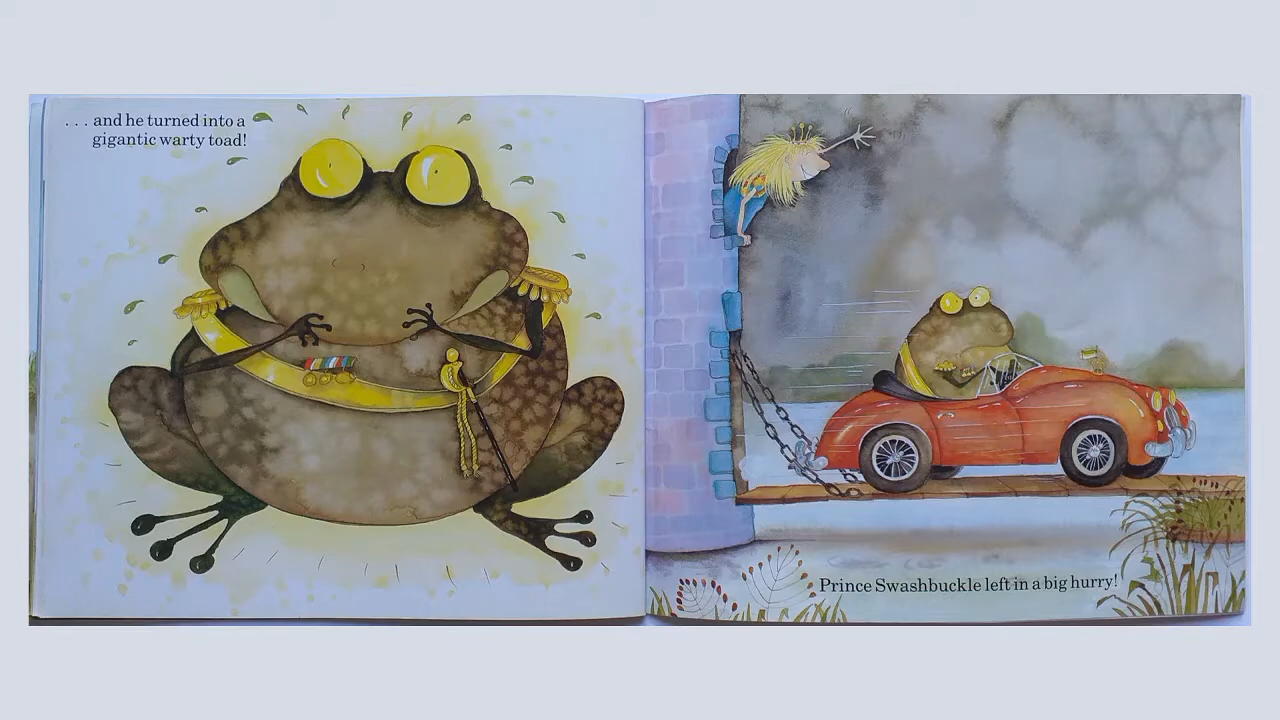 . . . and he turned into a
gigantic warty toad!
Prince Swashbuckle left in a big hurry!